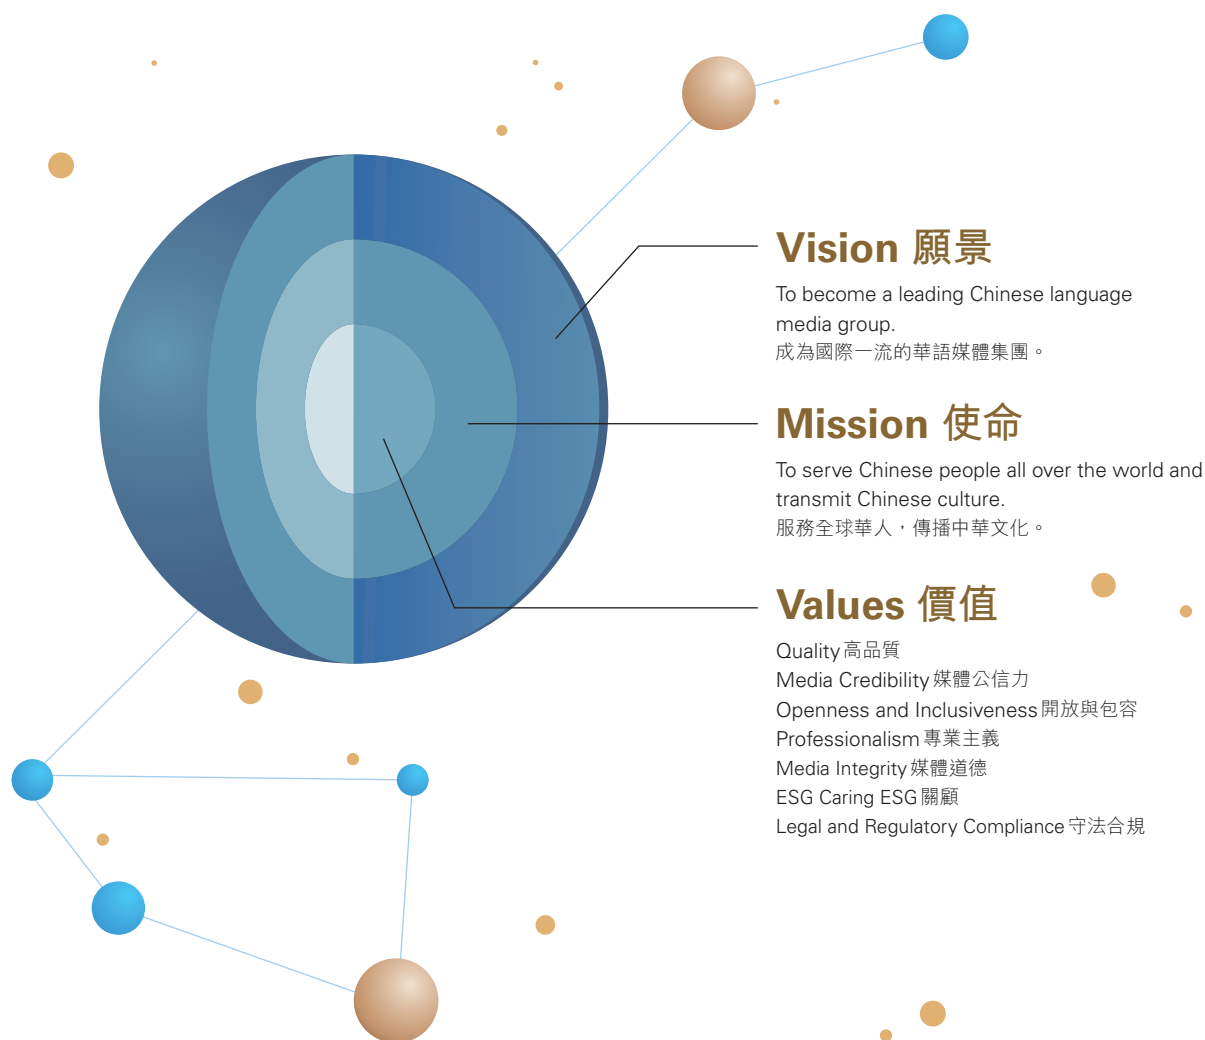 Vision 願景
To become a leading Chinese language
media group.
成為國際一流的華語媒體集團。
Mission 使命
To serve Chinese people all over the world and
transmit Chinese culture.
服務全球華人，傳播中華文化。
Values 價值
Quality 高品質
Media Credibility 媒體公信力
Openness and Inclusiveness 開放與包容
Professionalism 專業主義
Media Integrity 媒體道德
ESG Caring ESG 關顧
Legal and Regulatory Compliance 守法合規